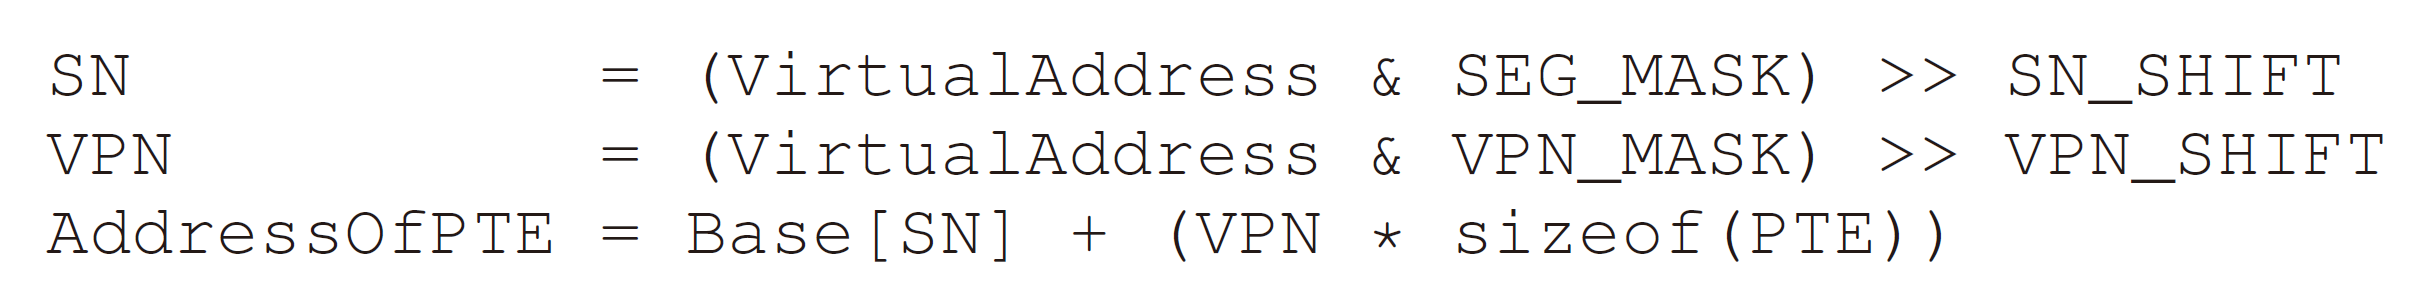 SN           = (VirtualAddress & SEG_MASK) >> SN_SHIFT
VPN          = (VirtualAddress & VPN_MASK) >> VPN_SHIFT
AddressOfPTE = Base[SN] + (VPN * sizeof(PTE))